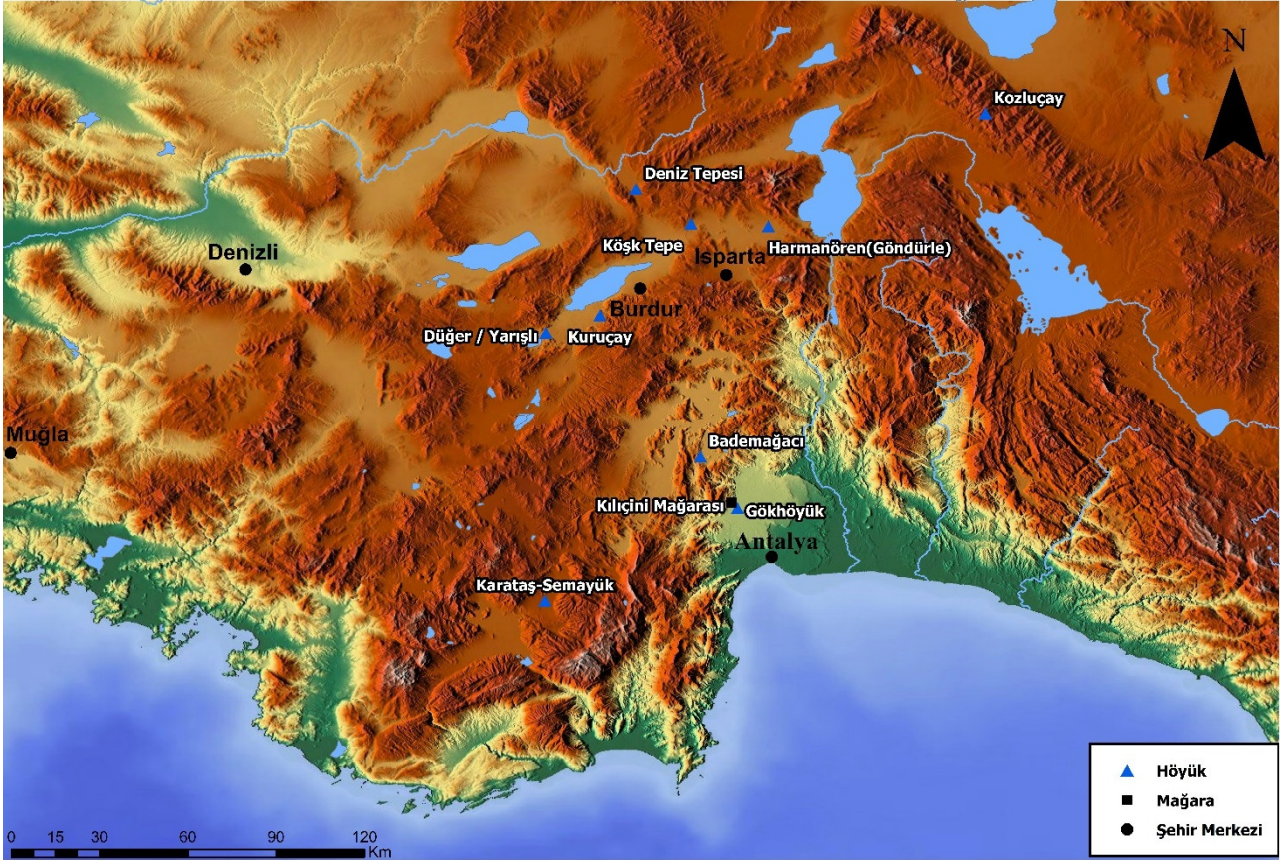 N
Kozluçay
Deniz Tepesi
Köşk Tepe
Harmanören(Göndürle)
Denizli
Isparta
Burdur
Düğer / Yarışlı
Kuruçay
Muğla
Bademağacı
Kılıçini Mağarası
Gökhöyük
Antalya
Karataş-Semayük
Höyük
Mağara
Şehir Merkezi
0 15 30 60 90 120
Km